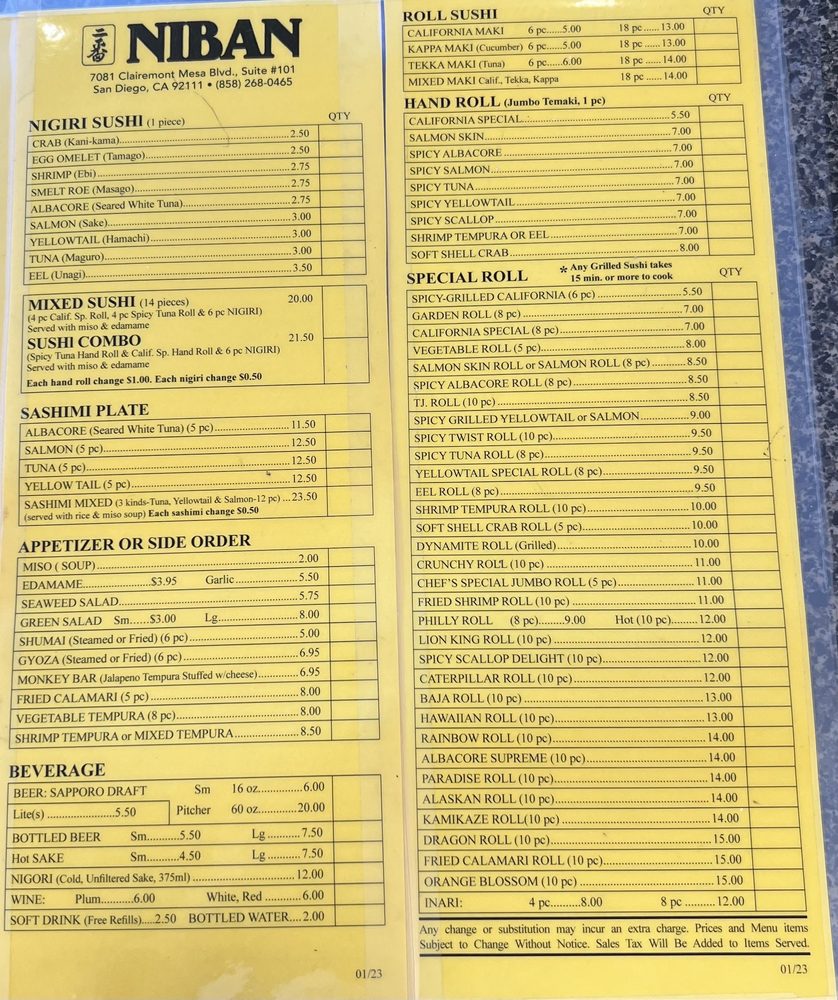 二番 NIBAN
7081 Clairemont Mesa Blvd., Suite #101
San Diego, CA 92111 • (858) 268-0465
NIGIRI SUSHI (1 piece) QTY
CRAB (Kani-kama)..........2.50
EGG OMELET (Tamago)..........2.50
SHRIMP (Ebi)..........2.75
SMELT ROE (Masago)..........2.75
ALBACORE (Seared White Tuna)..........2.75
SALMON (Sake)..........3.00
YELLOWTAIL (Hamachi)..........3.00
TUNA (Maguro)..........3.00
EEL (Unagi)..........3.50
MIXED SUSHI (14 pieces) 20.00
(4 pc Calif. Sp. Roll, 4 pc Spicy Tuna Roll & 6 pc NIGIRI)
Served with miso & edamame
SUSHI COMBO 21.50
(Spicy Tuna Hand Roll & Calif. Sp. Hand Roll & 6 pc NIGIRI)
Served with miso & edamame
Each hand roll change $1.00. Each nigiri change $0.50
SASHIMI PLATE
ALBACORE (Seared White Tuna) (5 pc)..........11.50
SALMON (5 pc)..........12.50
TUNA (5 pc)..........12.50
YELLOW TAIL (5 pc)..........12.50
SASHIMI MIXED (3 kinds-Tuna, Yellowtail & Salmon-12 pc) ...23.50
(served with rice & miso soup) Each sashimi change $0.50
APPETIZER OR SIDE ORDER
MISO ( SOUP)..........2.00
EDAMAME..........$3.95 Garlic..........5.50
SEAWEED SALAD..........5.75
GREEN SALAD Sm......$3.00 Lg..........8.00
SHUMAI (Steamed or Fried) (6 pc)..........5.00
GYOZA (Steamed or Fried) (6 pc)..........6.95
MONKEY BAR (Jalapeno Tempura Stuffed w/cheese)..........6.95
FRIED CALAMARI (5 pc)..........8.00
VEGETABLE TEMPURA (8 pc)..........8.00
SHRIMP TEMPURA or MIXED TEMPURA..........8.50
BEVERAGE
BEER: SAPPORO DRAFT Sm 16 oz..........6.00
Lite(s)..........5.50 Pitcher 60 oz..........20.00
BOTTLED BEER Sm..........5.50 Lg..........7.50
Hot SAKE Sm..........4.50 Lg..........7.50
NIGORI (Cold, Unfiltered Sake, 375ml)..........12.00
WINE: Plum..........6.00 White, Red..........6.00
SOFT DRINK (Free Refills)....2.50 BOTTLED WATER....2.00
01/23
ROLL SUSHI QTY
CALIFORNIA MAKI 6 pc.....5.00 18 pc .....13.00
KAPPA MAKI (Cucumber) 6 pc.....5.00 18 pc .....13.00
TEKKA MAKI (Tuna) 6 pc.....6.00 18 pc .....14.00
MIXED MAKI Calif., Tekka, Kappa 18 pc .....14.00
HAND ROLL (Jumbo Temaki, 1 pc) QTY
CALIFORNIA SPECIAL..........5.50
SALMON SKIN..........7.00
SPICY ALBACORE..........7.00
SPICY SALMON..........7.00
SPICY TUNA..........7.00
SPICY YELLOWTAIL..........7.00
SPICY SCALLOP..........7.00
SHRIMP TEMPURA OR EEL..........7.00
SOFT SHELL CRAB..........8.00
SPECIAL ROLL * Any Grilled Sushi takes 15 min. or more to cook QTY
SPICY-GRILLED CALIFORNIA (6 pc)..........5.50
GARDEN ROLL (8 pc)..........7.00
CALIFORNIA SPECIAL (8 pc)..........7.00
VEGETABLE ROLL (5 pc)..........8.00
SALMON SKIN ROLL or SALMON ROLL (8 pc)..........8.50
SPICY ALBACORE ROLL (8 pc)..........8.50
TJ. ROLL (10 pc)..........8.50
SPICY GRILLED YELLOWTAIL or SALMON..........9.00
SPICY TWIST ROLL (10 pc)..........9.50
SPICY TUNA ROLL (8 pc)..........9.50
YELLOWTAIL SPECIAL ROLL (8 pc)..........9.50
EEL ROLL (8 pc)..........9.50
SHRIMP TEMPURA ROLL (10 pc)..........10.00
SOFT SHELL CRAB ROLL (5 pc)..........10.00
DYNAMITE ROLL (Grilled)..........10.00
CRUNCHY ROLL (10 pc)..........11.00
CHEF'S SPECIAL JUMBO ROLL (5 pc)..........11.00
FRIED SHRIMP ROLL (10 pc)..........11.00
PHILLY ROLL (8 pc)........9.00 Hot (10 pc)........12.00
LION KING ROLL (10 pc)..........12.00
SPICY SCALLOP DELIGHT (10 pc)..........12.00
CATERPILLAR ROLL (10 pc)..........12.00
BAJA ROLL (10 pc)..........13.00
HAWAIIAN ROLL (10 pc)..........13.00
RAINBOW ROLL (10 pc)..........14.00
ALBACORE SUPREME (10 pc)..........14.00
PARADISE ROLL (10 pc)..........14.00
ALASKAN ROLL (10 pc)..........14.00
KAMIKAZE ROLL(10 pc)..........14.00
DRAGON ROLL (10 pc)..........15.00
FRIED CALAMARI ROLL (10 pc)..........15.00
ORANGE BLOSSOM (10 pc)..........15.00
INARI: 4 pc.........8.00 8 pc .........12.00
Any change or substitution may incur an extra charge. Prices and Menu items
Subject to Change Without Notice. Sales Tax Will Be Added to Items Served.
01/23